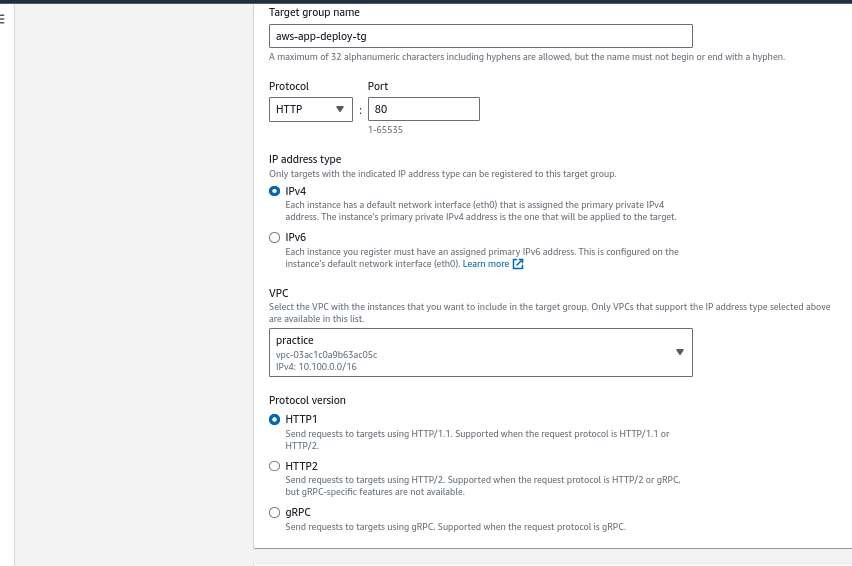 Target group name
aws-app-deploy-tg
A maximum of 32 alphanumeric characters including hyphens are allowed, but the name must not begin or end with a hyphen.
Protocol
Port
HTTP
:
80
1-65535
IP address type
Only targets with the indicated IP address type can be registered to this target group.
IPv4
Each instance has a default network interface (eth0) that is assigned the primary private IPv4
address. The instance's primary private IPv4 address is the one that will be applied to the target.
IPv6
Each instance you register must have an assigned primary IPv6 address. This is configured on the
instance's default network interface (eth0). Learn more
VPC
Select the VPC with the instances that you want to include in the target group. Only VPCs that support the IP address type selected above
are available in this list.
practice
vpc-03ac1c0a9b63ac05c
IPv4: 10.100.0.0/16
Protocol version
HTTP1
Send requests to targets using HTTP/1.1. Supported when the request protocol is HTTP/1.1 or
HTTP/2.
HTTP2
Send requests to targets using HTTP/2. Supported when the request protocol is HTTP/2 or gRPC,
but gRPC-specific features are not available.
gRPC
Send requests to targets using gRPC. Supported when the request protocol is gRPC.